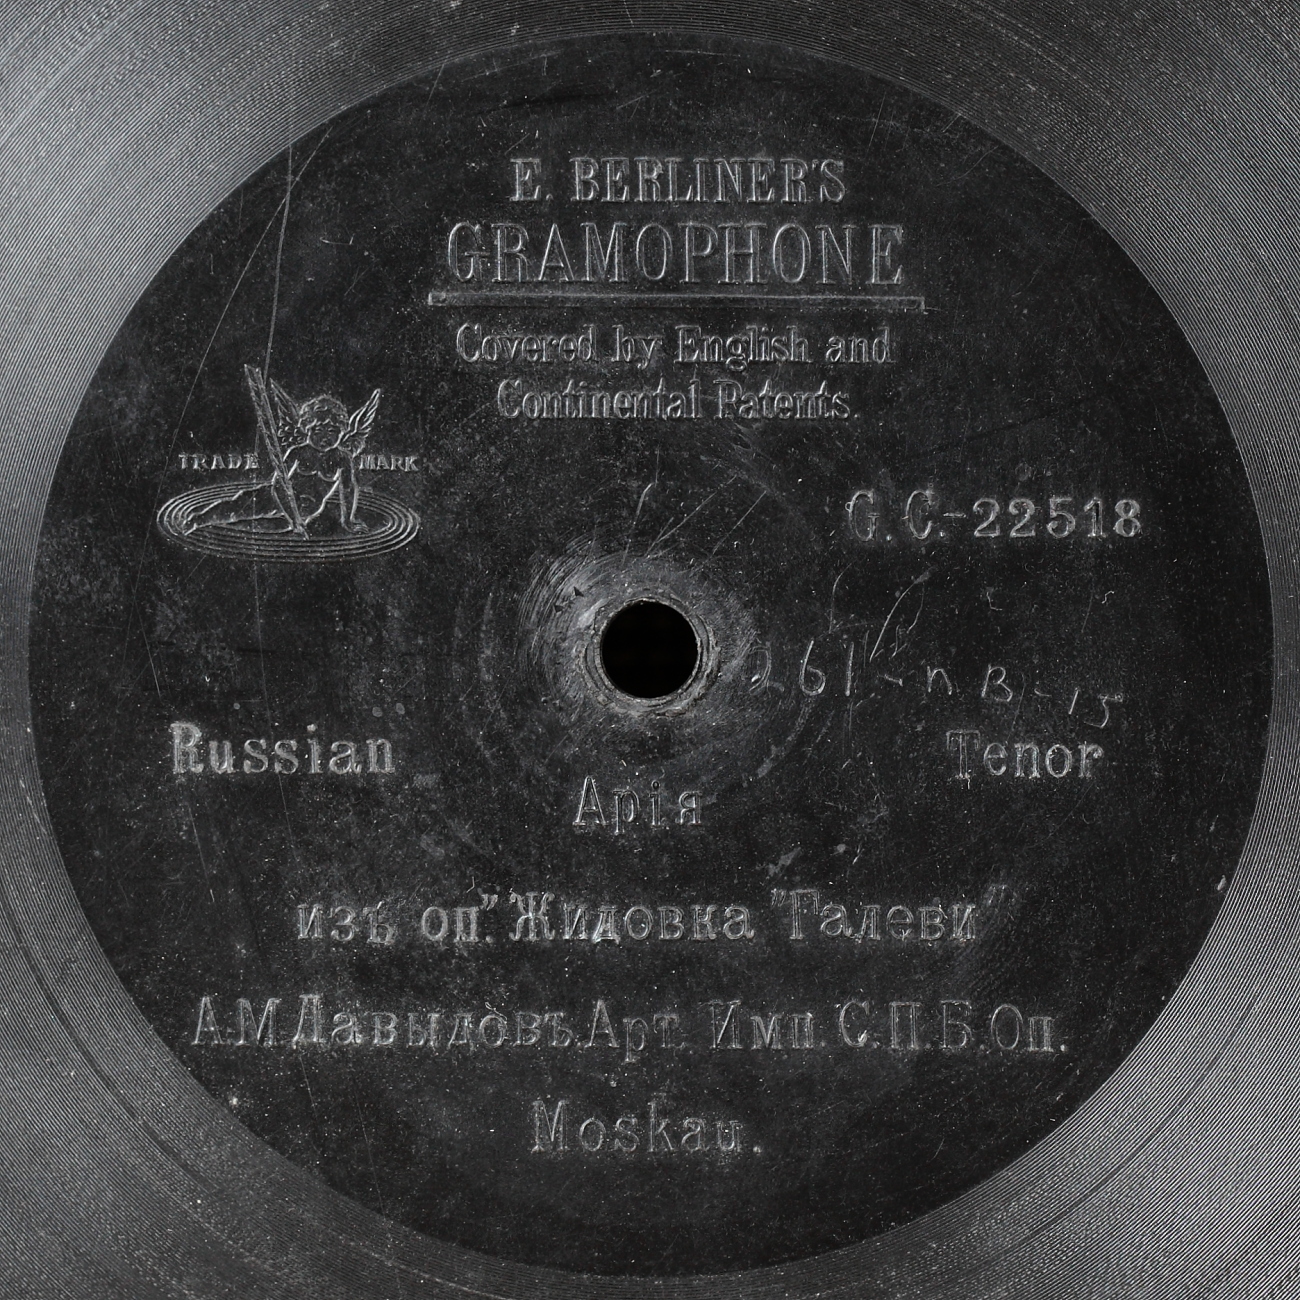 E. BERLINER'S
GRAMOPHONE
Covered by English and
Continental Patents.
TRADE MARK
G.C.-22518
261
Russian
Tenor
Арія
изъ оп." Жидовка "Галеви"
А.М Давыдовъ.Арт. Имп. С.П.Б.Оп.
Moskau.